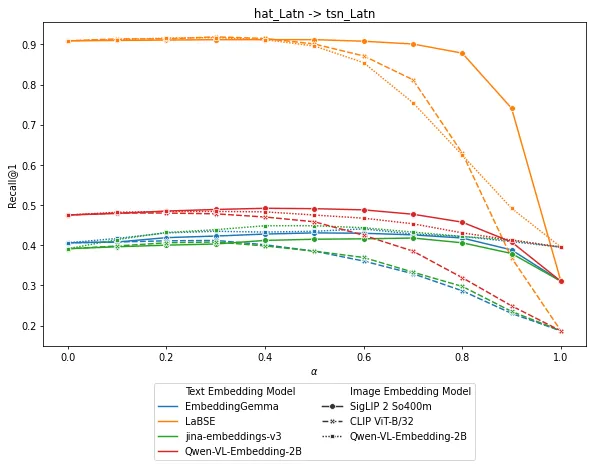 hat_Latn -> tsn_Latn
Recall@1
0.9
0.8
0.7
0.6
0.5
0.4
0.3
0.2
0.0 0.2 0.4 0.6 0.8 1.0
α
Text Embedding Model Image Embedding Model
EmbeddingGemma SigLIP 2 So400m
LaBSE CLIP ViT-B/32
jina-embeddings-v3 Qwen-VL-Embedding-2B
Qwen-VL-Embedding-2B